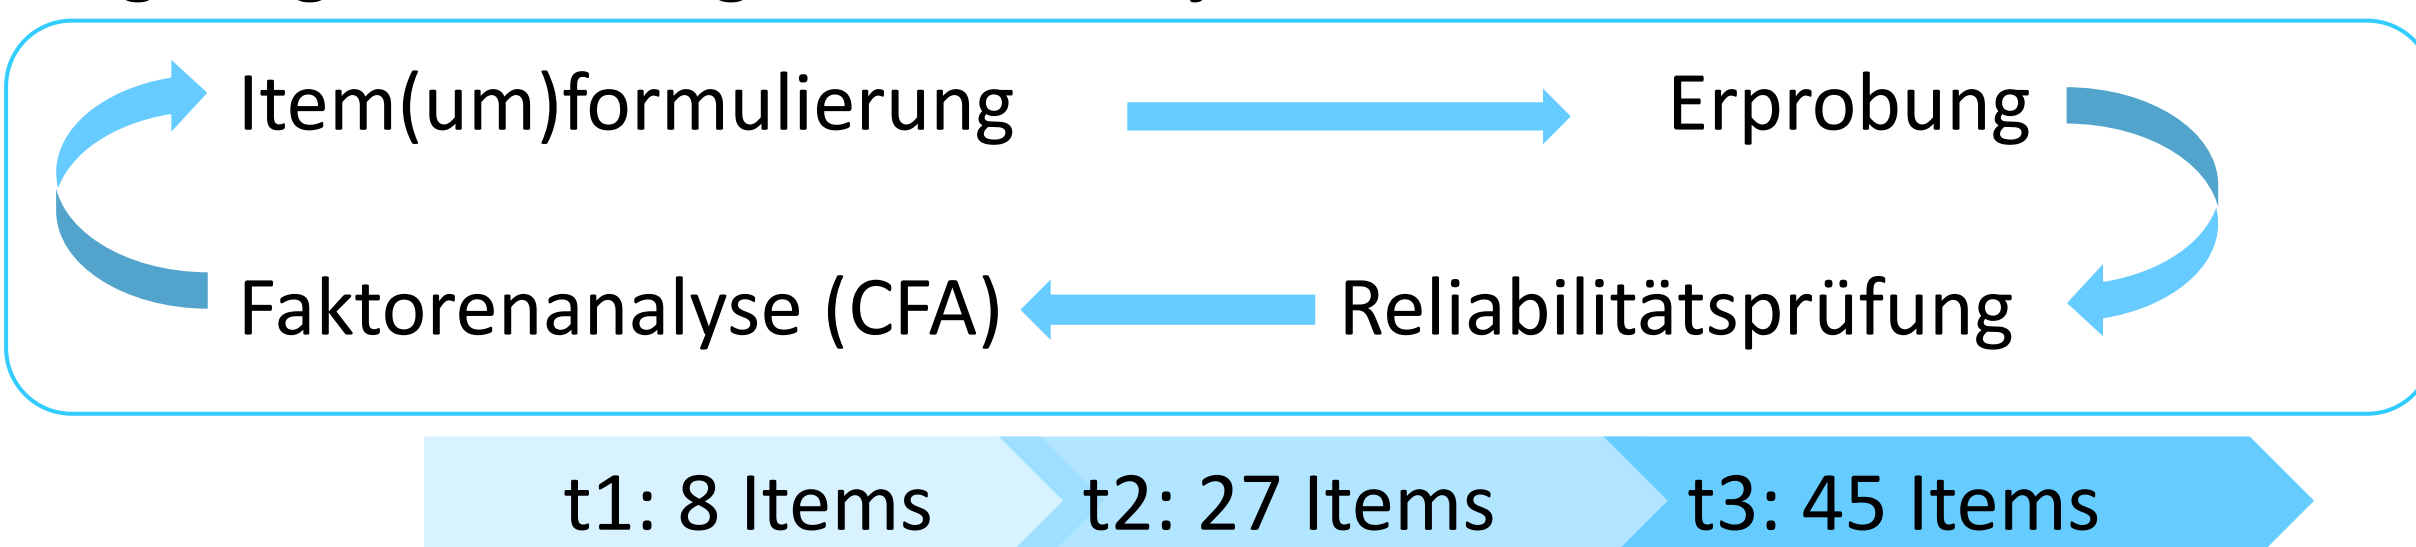 Item(um)formulierung Erprobung
Faktorenanalyse (CFA) Reliabilitätsprüfung
t1: 8 Items t2: 27 Items t3: 45 Items